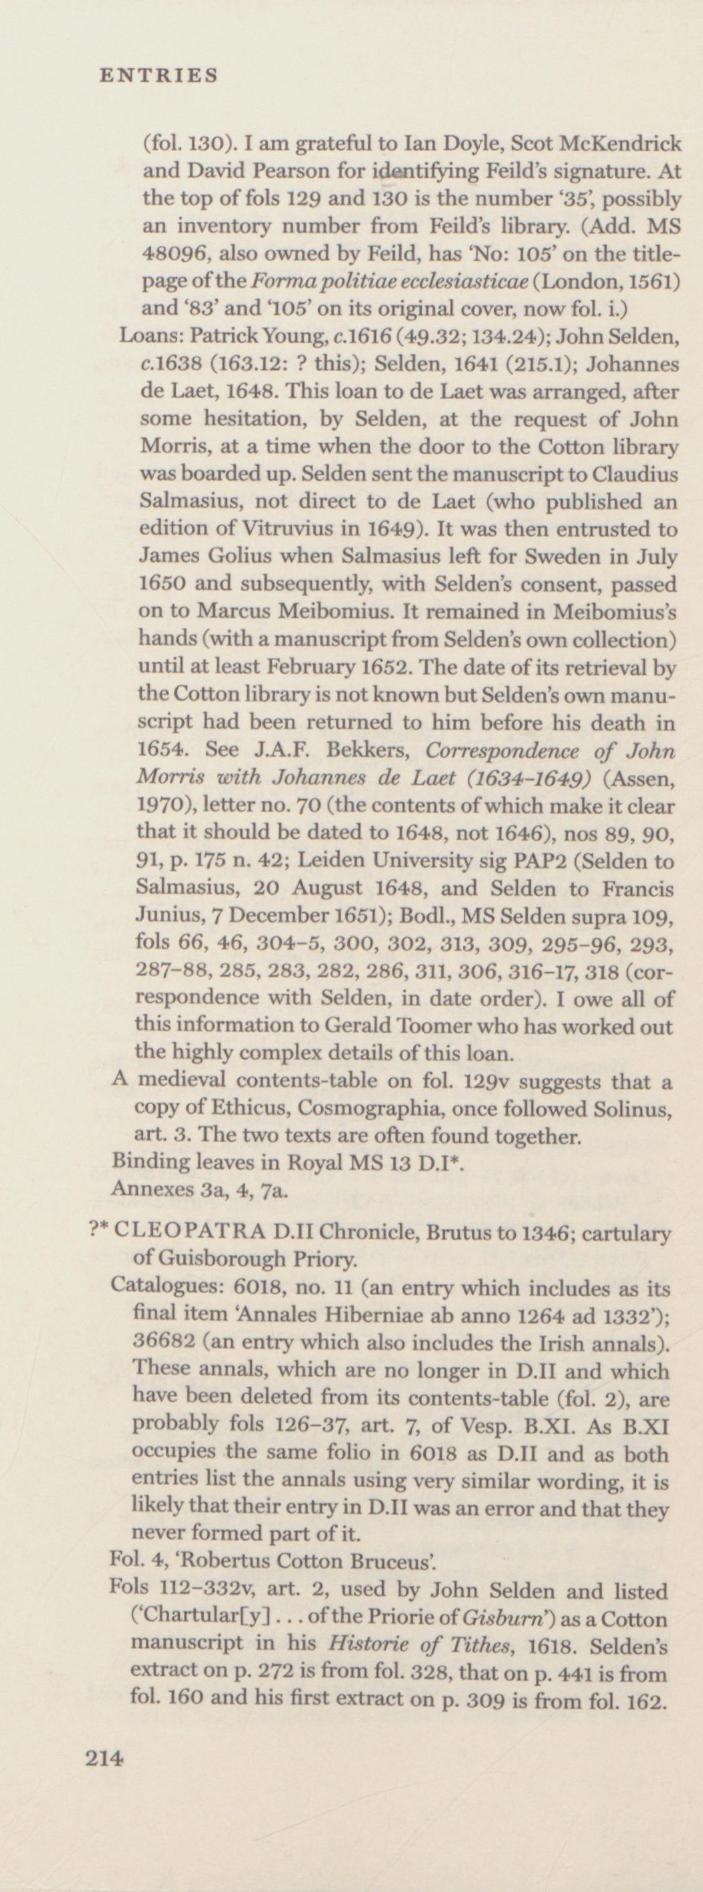 ENTRIES
(fol. 130). I am grateful to Ian Doyle, Scot McKendrick
and David Pearson for identifying Feild's signature. At
the top of fols 129 and 130 is the number ‘35’, possibly
an inventory number from Feild's library. (Add. MS
48096, also owned by Feild, has ‘No: 105’ on the title-
page of the Forma politiae ecclesiasticae (London, 1561)
and ‘83’ and ‘105’ on its original cover, now fol. i.)
Loans: Patrick Young, c.1616 (49.32; 134.24); John Selden,
c.1638 (163.12: ? this); Selden, 1641 (215.1); Johannes
de Laet, 1648. This loan to de Laet was arranged, after
some hesitation, by Selden, at the request of John
Morris, at a time when the door to the Cotton library
was boarded up. Selden sent the manuscript to Claudius
Salmasius, not direct to de Laet (who published an
edition of Vitruvius in 1649). It was then entrusted to
James Golius when Salmasius left for Sweden in July
1650 and subsequently, with Selden's consent, passed
on to Marcus Meibomius. It remained in Meibomius's
hands (with a manuscript from Selden's own collection)
until at least February 1652. The date of its retrieval by
the Cotton library is not known but Selden's own manu-
script had been returned to him before his death in
1654. See J.A.F. Bekkers, Correspondence of John
Morris with Johannes de Laet (1634–1649) (Assen,
1970), letter no. 70 (the contents of which make it clear
that it should be dated to 1648, not 1646), nos 89, 90,
91, p. 175 n. 42; Leiden University sig PAP2 (Selden to
Salmasius, 20 August 1648, and Selden to Francis
Junius, 7 December 1651); Bodl., MS Selden supra 109,
fols 66, 46, 304–5, 300, 302, 313, 309, 295–96, 293,
287–88, 285, 283, 282, 286, 311, 306, 316–17, 318 (cor-
respondence with Selden, in date order). I owe all of
this information to Gerald Toomer who has worked out
the highly complex details of this loan.
A medieval contents-table on fol. 129v suggests that a
copy of Ethicus, Cosmographia, once followed Solinus,
art. 3. The two texts are often found together.
Binding leaves in Royal MS 13 D.I*.
Annexes 3a, 4, 7a.
?* CLEOPATRA D.II Chronicle, Brutus to 1346; cartulary
of Guisborough Priory.
Catalogues: 6018, no. 11 (an entry which includes as its
final item ‘Annales Hiberniae ab anno 1264 ad 1332’);
36682 (an entry which also includes the Irish annals).
These annals, which are no longer in D.II and which
have been deleted from its contents-table (fol. 2), are
probably fols 126–37, art. 7, of Vesp. B.XI. As B.XI
occupies the same folio in 6018 as D.II and as both
entries list the annals using very similar wording, it is
likely that their entry in D.II was an error and that they
never formed part of it.
Fol. 4, ‘Robertus Cotton Bruceus’.
Fols 112–332v, art. 2, used by John Selden and listed
(‘Chartular[y] . . . of the Priorie of Gisburn’) as a Cotton
manuscript in his Historie of Tithes, 1618. Selden's
extract on p. 272 is from fol. 328, that on p. 441 is from
fol. 160 and his first extract on p. 309 is from fol. 162.
214